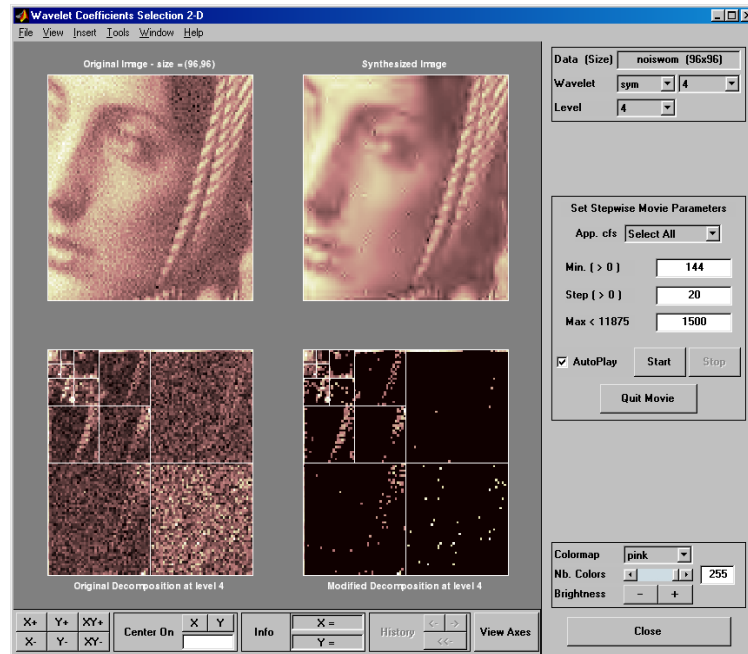 Wavelet Coefficients Selection 2-D
File View Insert Tools Window Help
Original Image - size = (96,96)
Synthesized Image
Original Decomposition at level 4
Modified Decomposition at level 4
Data (Size) noiswom (96x96)
Wavelet sym 4
Level 4
Set Stepwise Movie Parameters
App. cfs Select All
Min. ( > 0 ) 144
Step ( > 0 ) 20
Max < 11875 1500
AutoPlay Start Stop
Quit Movie
Colormap pink
Nb. Colors 255
Brightness - +
Close
X+ Y+ XY+
X- Y- XY-
Center On X Y
Info X =
Y =
History <- ->
<<-
View Axes